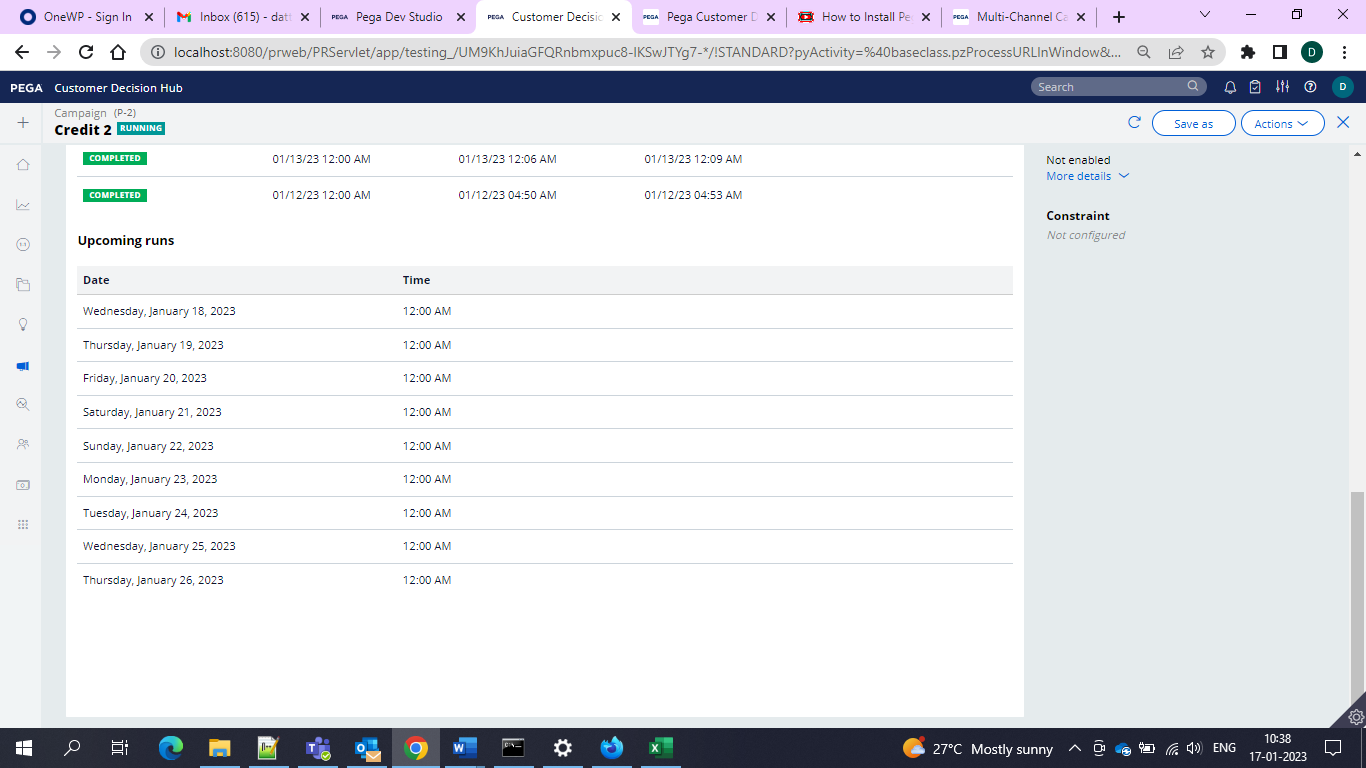 OneWP - Sign In
Inbox (615) - datt
PEGA Pega Dev Studio
PEGA Customer Decisio
PEGA Pega Customer D
How to Install Pe
PEGA Multi-Channel Ca
localhost:8080/prweb/PRServlet/app/testing_/UM9KhJuiaGFQRnbmxpuc8-IKSwJTYg7-*/!STANDARD?pyActivity=%40baseclass.pzProcessURLInWindow&...
D
PEGA Customer Decision Hub
Search
D
Campaign (P-2)
Credit 2 RUNNING
Save as
Actions
COMPLETED 01/13/23 12:00 AM 01/13/23 12:06 AM 01/13/23 12:09 AM
COMPLETED 01/12/23 12:00 AM 01/12/23 04:50 AM 01/12/23 04:53 AM
Upcoming runs
Date Time
Wednesday, January 18, 2023 12:00 AM
Thursday, January 19, 2023 12:00 AM
Friday, January 20, 2023 12:00 AM
Saturday, January 21, 2023 12:00 AM
Sunday, January 22, 2023 12:00 AM
Monday, January 23, 2023 12:00 AM
Tuesday, January 24, 2023 12:00 AM
Wednesday, January 25, 2023 12:00 AM
Thursday, January 26, 2023 12:00 AM
Not enabled
More details
Constraint
Not configured
27°C Mostly sunny
ENG
10:38
17-01-2023